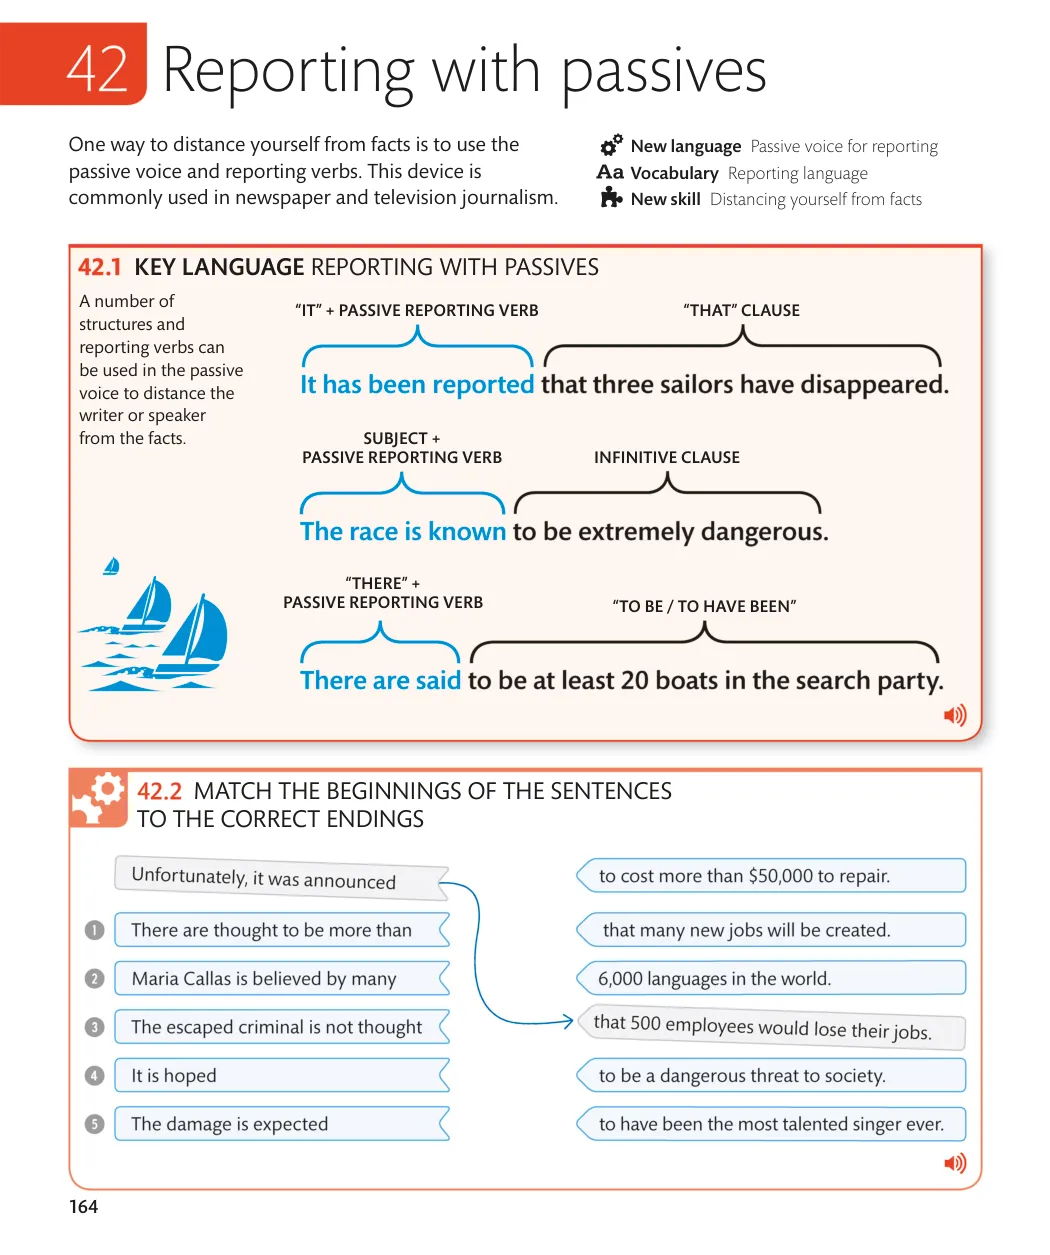 42 Reporting with passives
One way to distance yourself from facts is to use the
passive voice and reporting verbs. This device is
commonly used in newspaper and television journalism.
New language Passive voice for reporting
Aa Vocabulary Reporting language
New skill Distancing yourself from facts
42.1 KEY LANGUAGE REPORTING WITH PASSIVES
A number of
structures and
reporting verbs can
be used in the passive
voice to distance the
writer or speaker
from the facts.
“IT” + PASSIVE REPORTING VERB
“THAT” CLAUSE
It has been reported that three sailors have disappeared.
SUBJECT +
PASSIVE REPORTING VERB
INFINITIVE CLAUSE
The race is known to be extremely dangerous.
“THERE” +
PASSIVE REPORTING VERB
“TO BE / TO HAVE BEEN”
There are said to be at least 20 boats in the search party.
42.2 MATCH THE BEGINNINGS OF THE SENTENCES
TO THE CORRECT ENDINGS
Unfortunately, it was announced
to cost more than $50,000 to repair.
1 There are thought to be more than
that many new jobs will be created.
2 Maria Callas is believed by many
6,000 languages in the world.
3 The escaped criminal is not thought
that 500 employees would lose their jobs.
4 It is hoped
to be a dangerous threat to society.
5 The damage is expected
to have been the most talented singer ever.
164